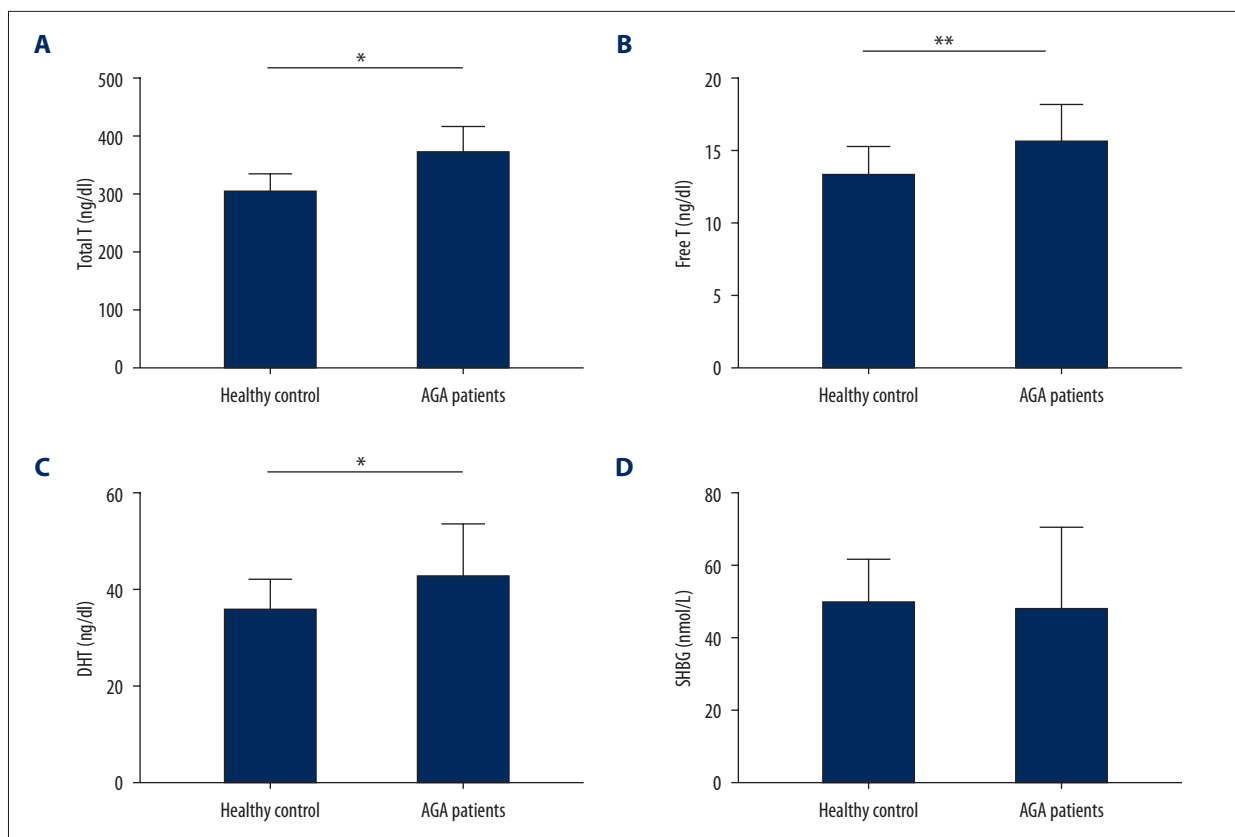 A
*
500
400
300
200
100
0
Total T (ng/dl)
Healthy control
AGA patients
B
**
20
15
10
5
0
Free T (ng/dl)
Healthy control
AGA patients
C
*
60
40
20
0
DHT (ng/dl)
Healthy control
AGA patients
D
80
60
40
20
0
SHBG (nmol/L)
Healthy control
AGA patients